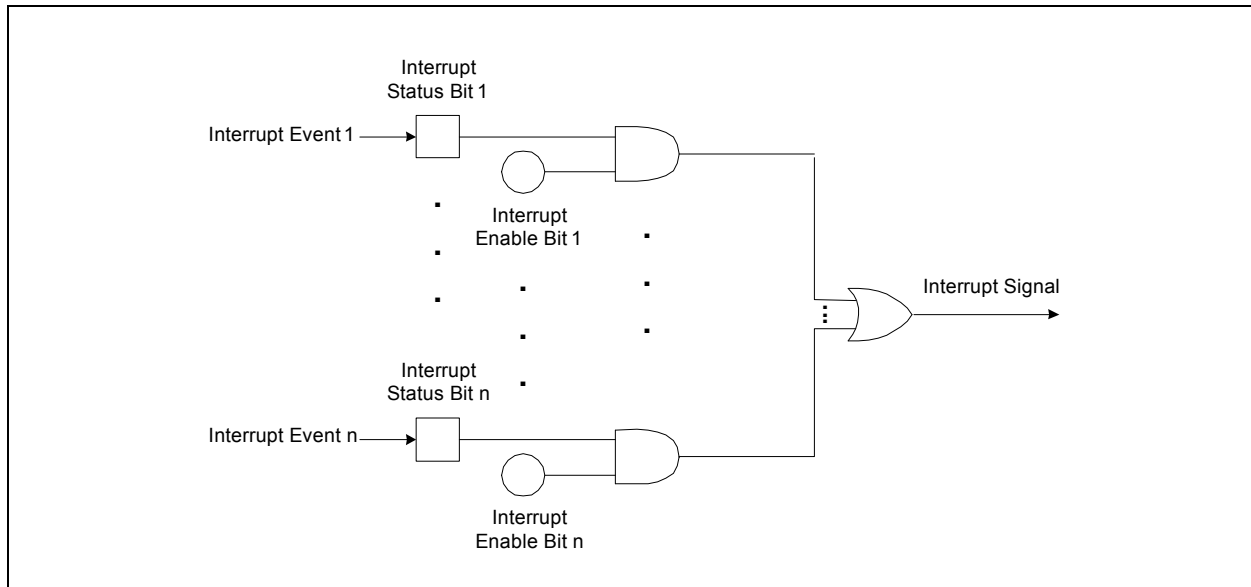 Interrupt
Status Bit 1
Interrupt Event 1
Interrupt
Enable Bit 1
Interrupt Signal
Interrupt
Status Bit n
Interrupt Event n
Interrupt
Enable Bit n